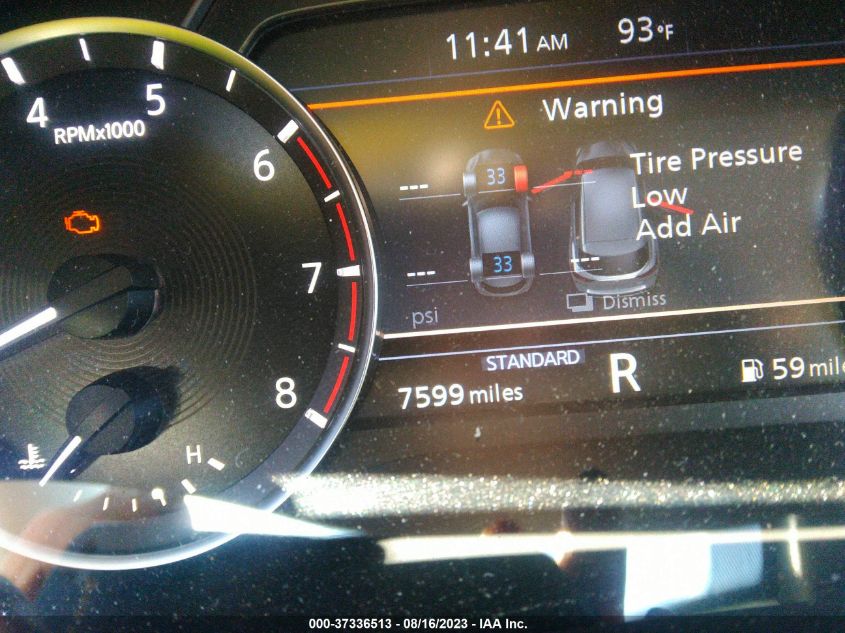 11:41 AM 93°F
Warning
4 5 6 7 8
RPMx1000
33
Tire Pressure
Low
Add Air
---
33
---
---
psi
Dismiss
STANDARD
7599 miles R 59 mile
H
000-37336513 - 08/16/2023 - IAA Inc.